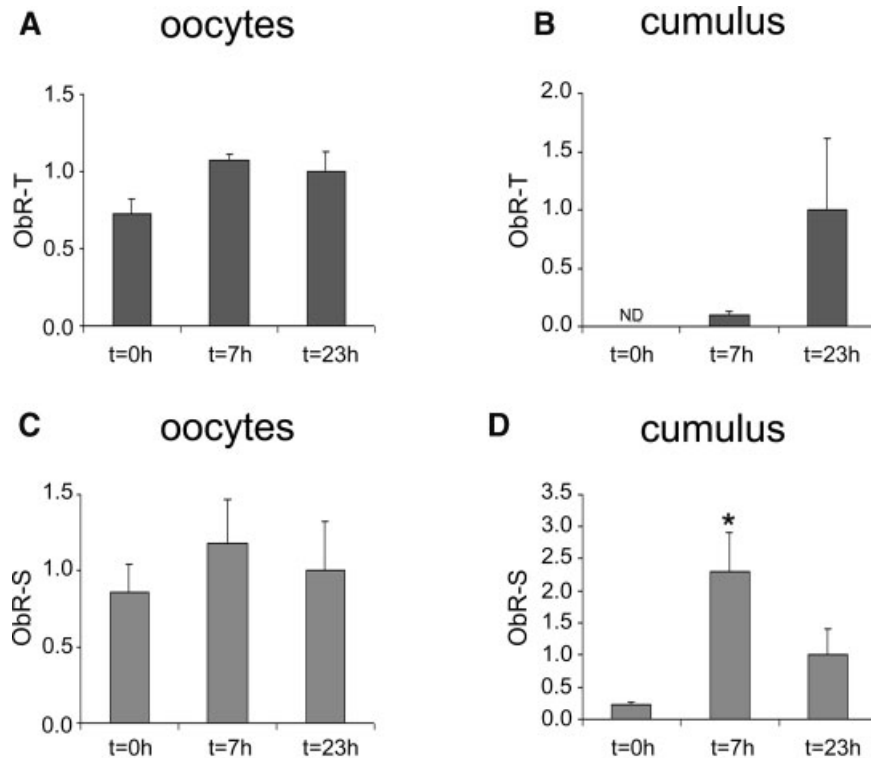 A oocytes
ObR-T
1.5
1.0
0.5
0.0
t=0h t=7h t=23h
B cumulus
ObR-T
2.0
1.5
1.0
0.5
0.0
ND
t=0h t=7h t=23h
C oocytes
ObR-S
1.5
1.0
0.5
0.0
t=0h t=7h t=23h
D cumulus
ObR-S
3.5
3.0
2.5
2.0
1.5
1.0
0.5
0.0
*
t=0h t=7h t=23h